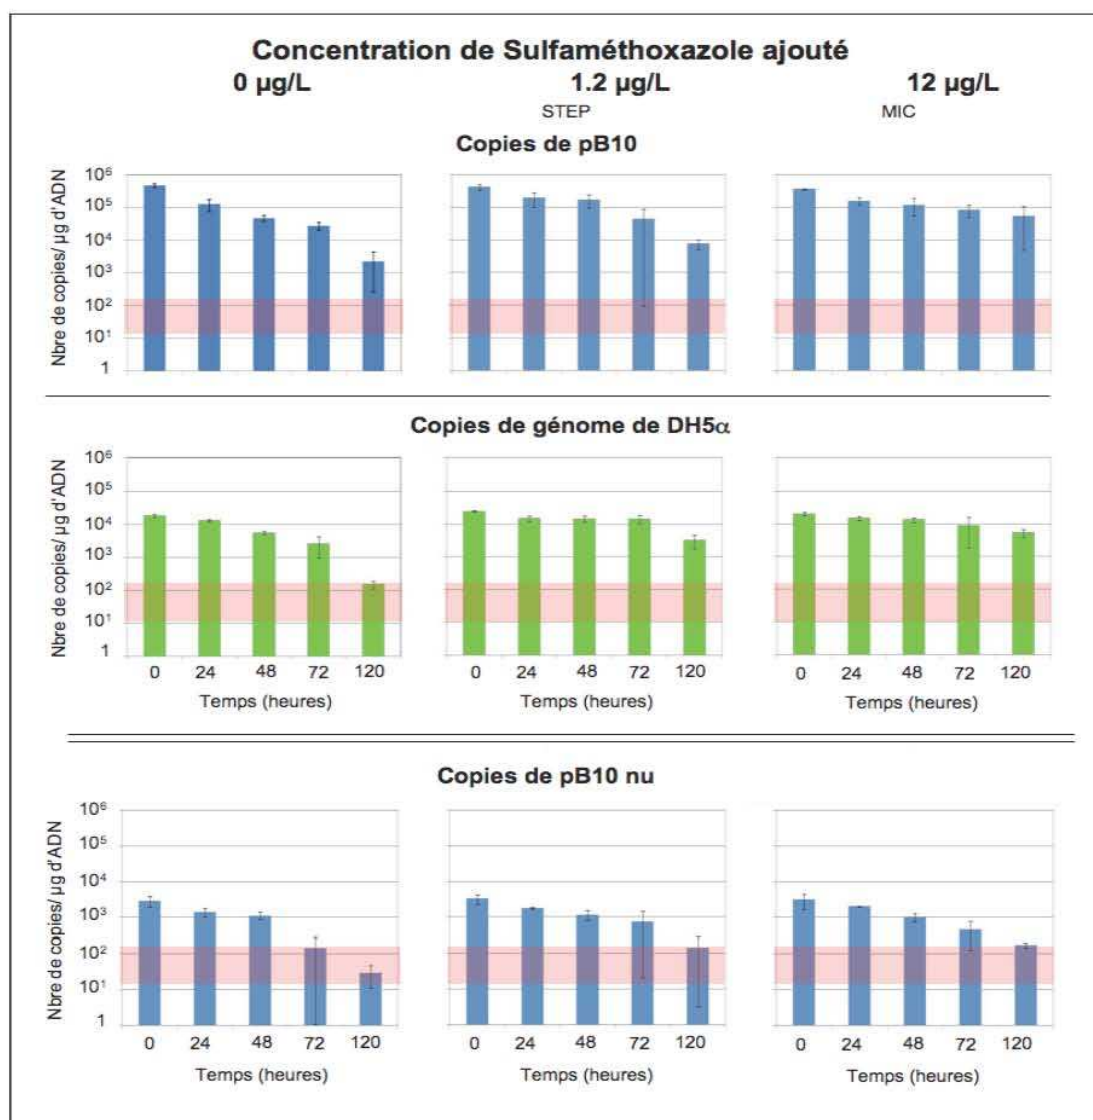 Concentration de Sulfaméthoxazole ajouté
0 µg/L 1.2 µg/L 12 µg/L
STEP MIC
Copies de pB10
Nbre de copies/ µg d'ADN
10⁶
10⁵
10⁴
10³
10²
10¹
1
Copies de génome de DH5α
Nbre de copies/ µg d'ADN
10⁶
10⁵
10⁴
10³
10²
10¹
1
0 24 48 72 120 0 24 48 72 120 0 24 48 72 120
Temps (heures) Temps (heures) Temps (heures)
Copies de pB10 nu
Nbre de copies/ µg d'ADN
10⁶
10⁵
10⁴
10³
10²
10¹
1
0 24 48 72 120 0 24 48 72 120 0 24 48 72 120
Temps (heures) Temps (heures) Temps (heures)